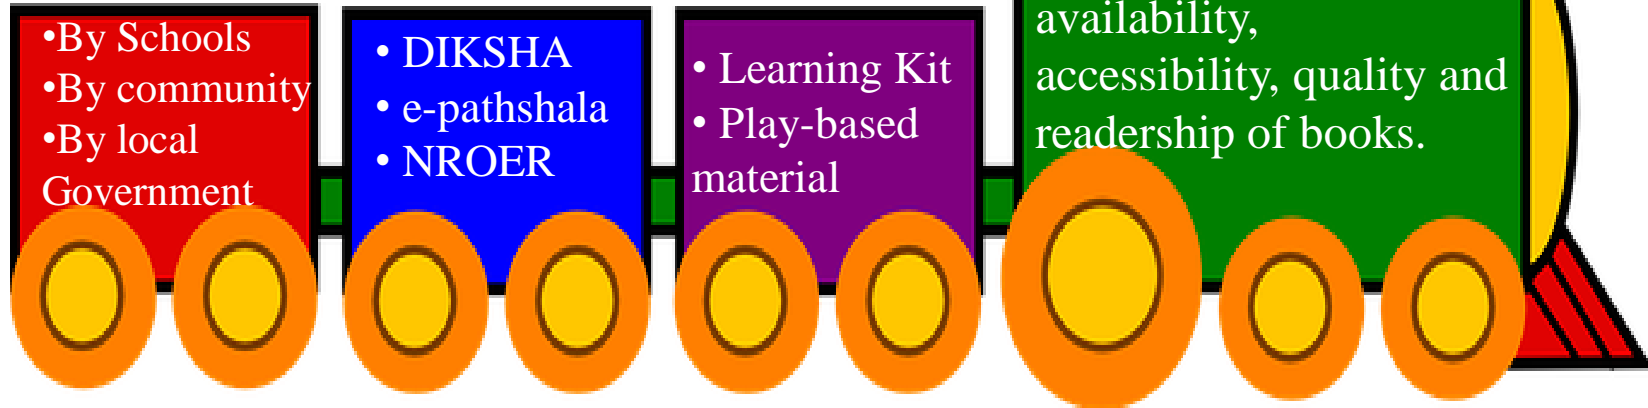 •By Schools
•By community
•By local
Government
• DIKSHA
• e-pathshala
• NROER
• Learning Kit
• Play-based
material
availability,
accessibility, quality and
readership of books.